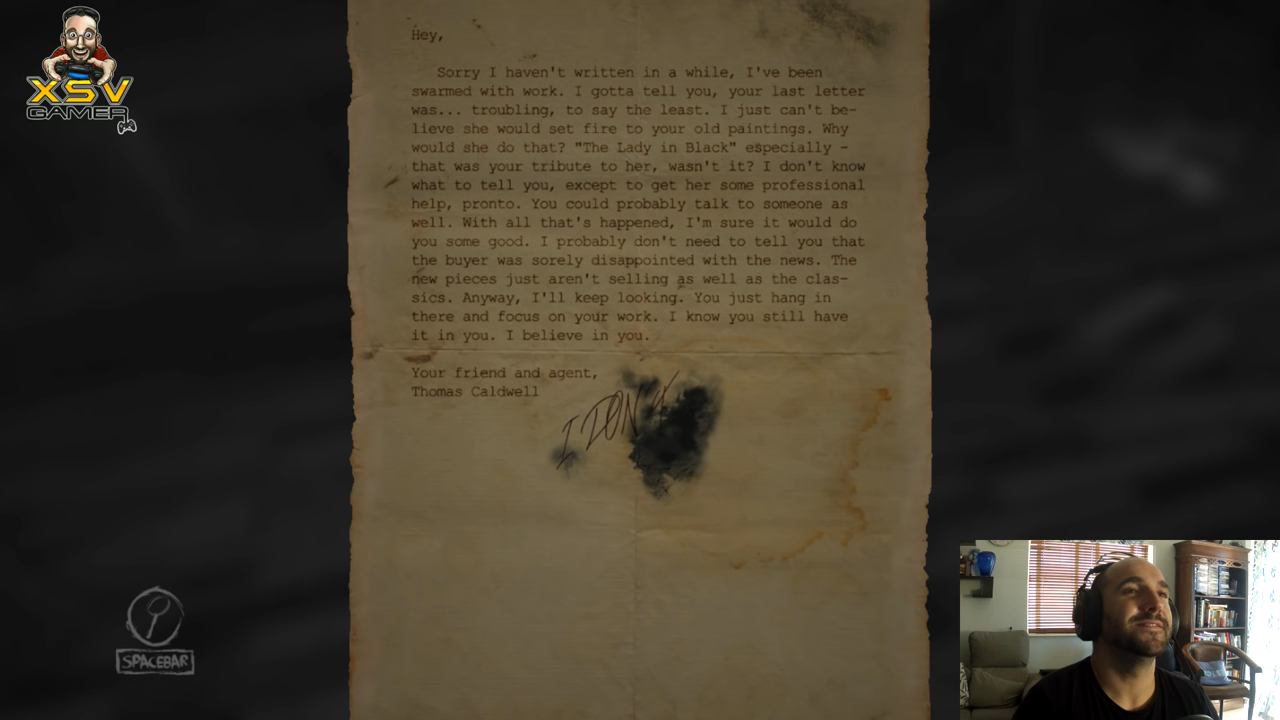 XSV
GAMER
Hey,
Sorry I haven't written in a while, I've been
swarmed with work. I gotta tell you, your last letter
was... troubling, to say the least. I just can't be-
lieve she would set fire to your old paintings. Why
would she do that? "The Lady in Black" especially -
that was your tribute to her, wasn't it? I don't know
what to tell you, except to get her some professional
help, pronto. You could probably talk to someone as
well. With all that's happened, I'm sure it would do
you some good. I probably don't need to tell you that
the buyer was sorely disappointed with the news. The
new pieces just aren't selling as well as the clas-
sics. Anyway, I'll keep looking. You just hang in
there and focus on your work. I know you still have
it in you. I believe in you.
Your friend and agent,
Thomas Caldwell
I DON'T
SPACEBAR